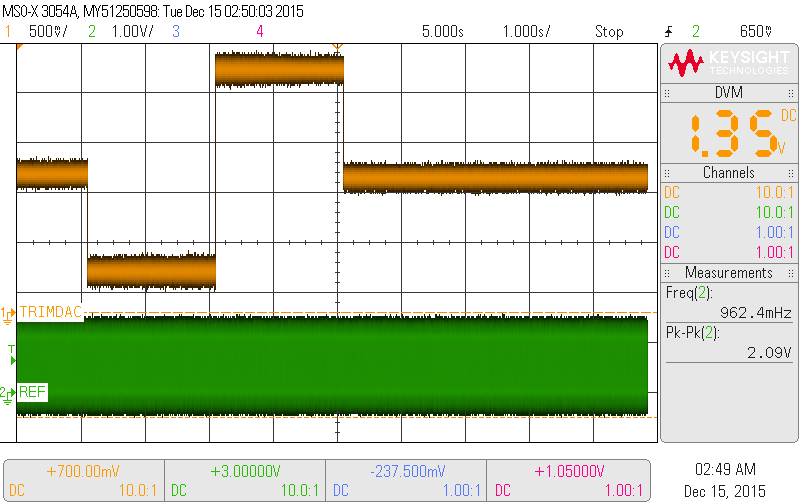 MSO-X 3054A, MY51250598: Tue Dec 15 02:50:03 2015
1 500mV/ 2 1.00V/ 3 4 5.000s 1.000s/ Stop 2 650mV
KEYSIGHT
TECHNOLOGIES
DVM
DC
1.35V
Channels
DC 10.0:1
DC 10.0:1
DC 1.00:1
DC 1.00:1
Measurements
Freq(2):
962.4mHz
Pk-Pk(2):
2.09V
1 TRIMDAC
T
2 REF
+700.00mV +3.00000V -237.500mV +1.05000V
DC 10.0:1 DC 10.0:1 DC 1.00:1 DC 1.00:1
02:49 AM
Dec 15, 2015